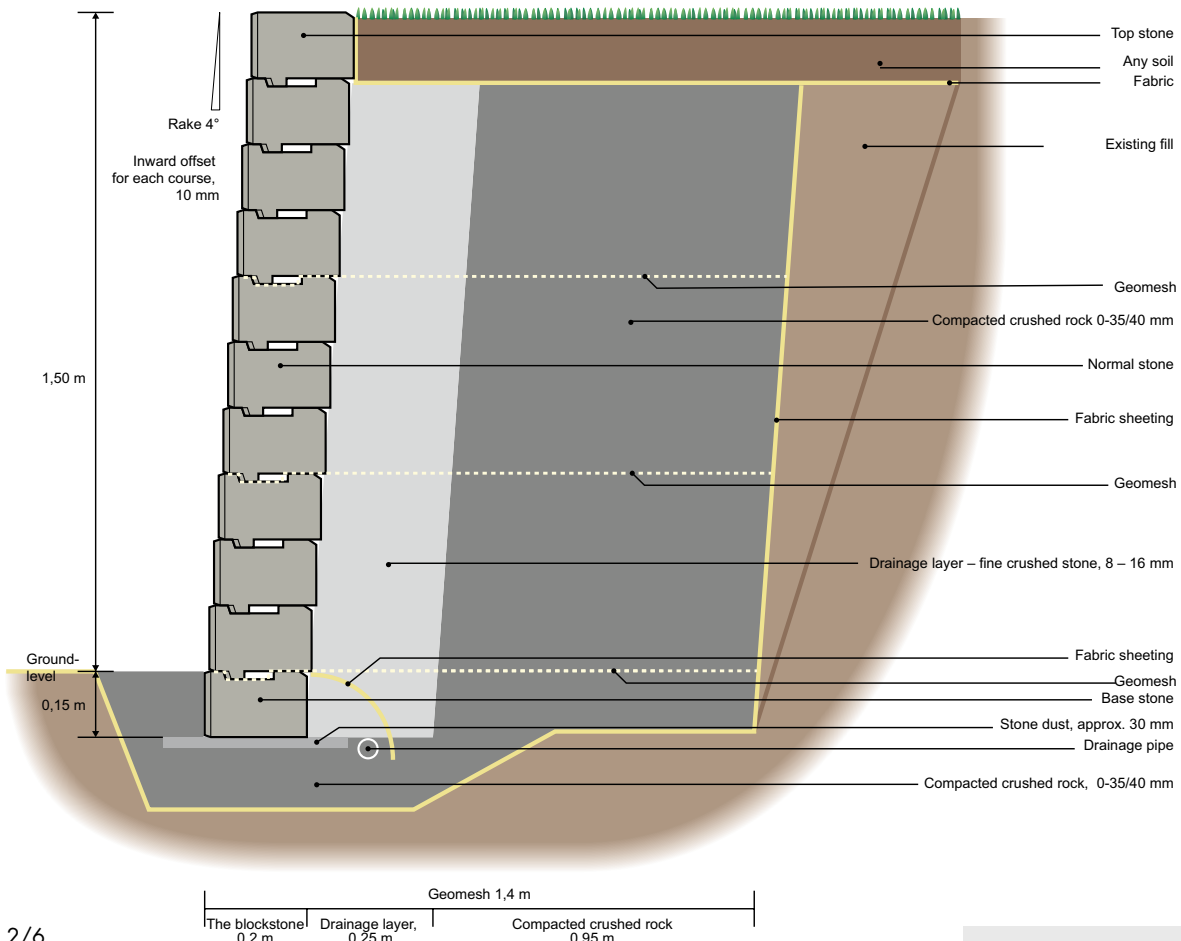 Top stone
Any soil
Fabric
Rake 4°
Existing fill
Inward offset
for each course,
10 mm
Geomesh
Compacted crushed rock 0-35/40 mm
Normal stone
1,50 m
Fabric sheeting
Geomesh
Drainage layer – fine crushed stone, 8 – 16 mm
Fabric sheeting
Ground-
level
Geomesh
Base stone
0,15 m
Stone dust, approx. 30 mm
Drainage pipe
Compacted crushed rock, 0-35/40 mm
Geomesh 1,4 m
The blockstone
0,2 m
Drainage layer,
0,25 m
Compacted crushed rock
0,95 m
2/6